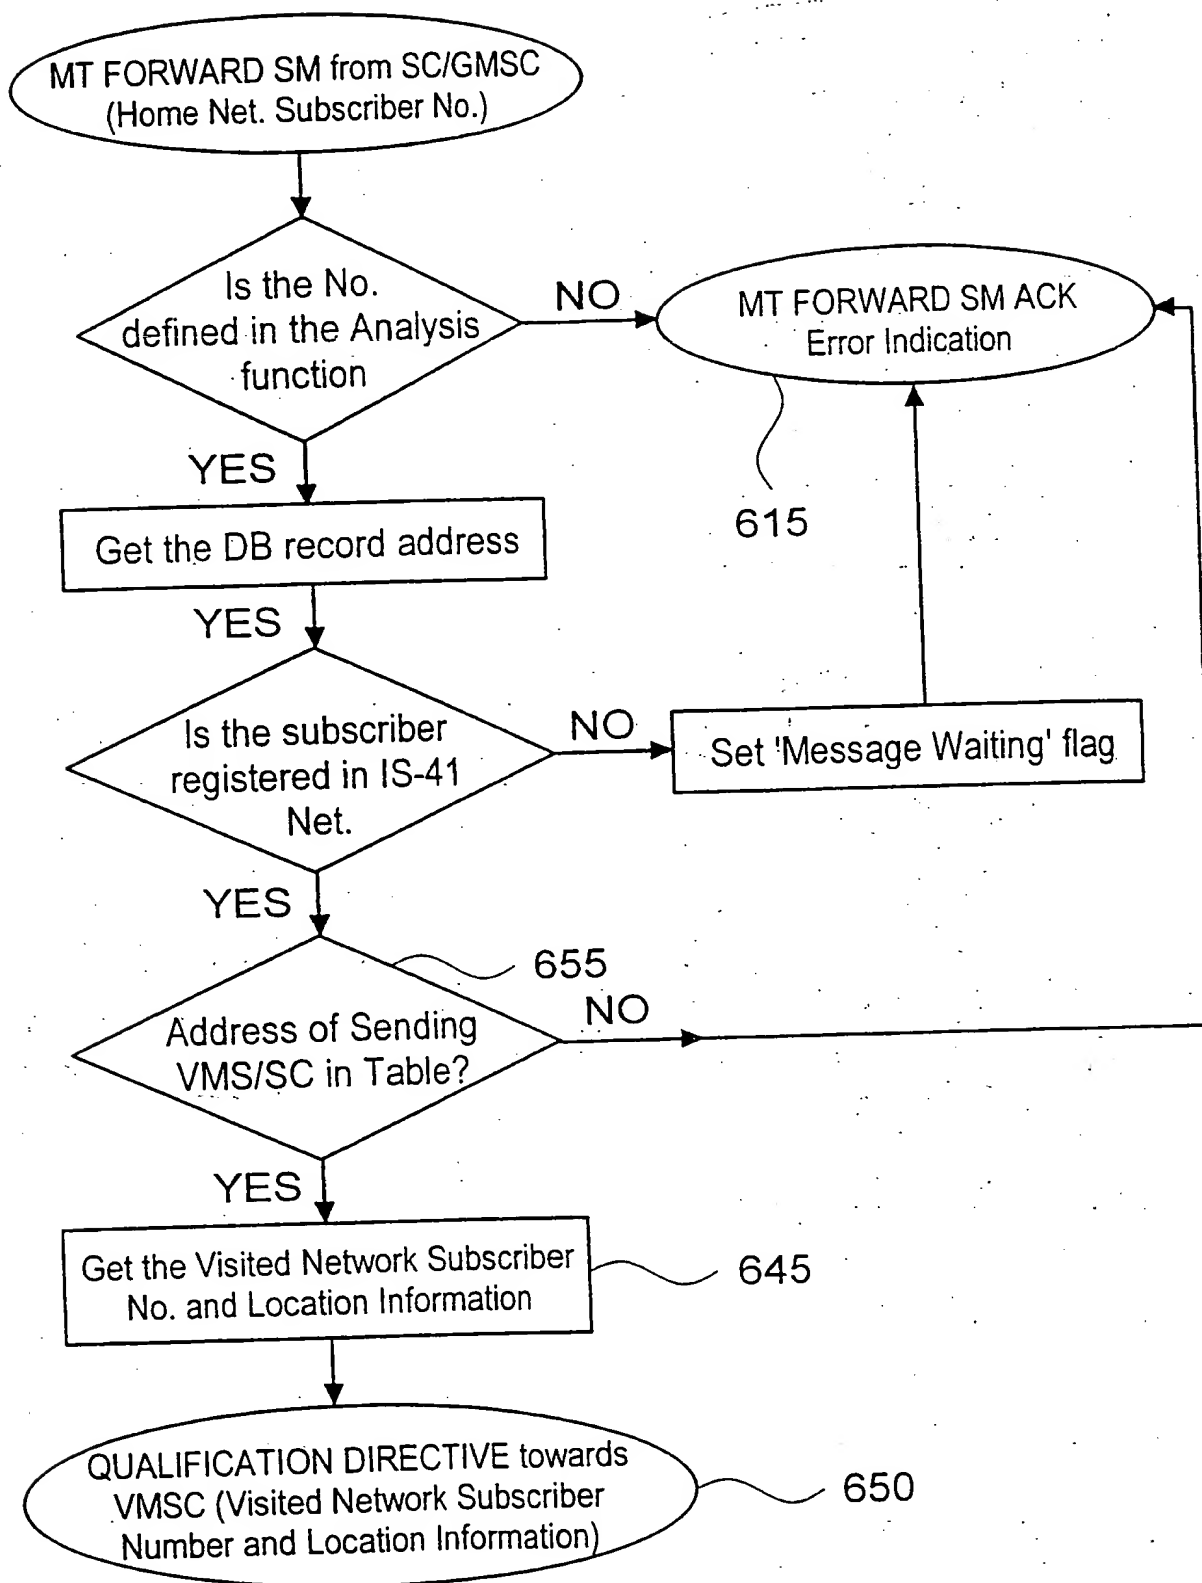 MT FORWARD SM from SC/GMSC
(Home Net. Subscriber No.)
Is the No.
defined in the Analysis
function
NO
MT FORWARD SM ACK
Error Indication
615
YES
Get the DB record address
YES
Is the subscriber
registered in IS-41
Net.
NO
Set 'Message Waiting' flag
YES
655
Address of Sending
VMS/SC in Table?
NO
YES
Get the Visited Network Subscriber
No. and Location Information
645
QUALIFICATION DIRECTIVE towards
VMSC (Visited Network Subscriber
Number and Location Information)
650